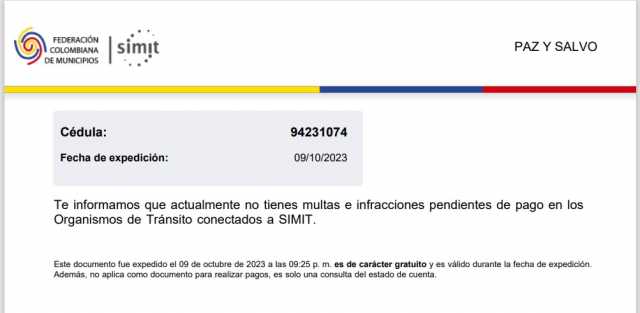 FEDERACIÓN
COLOMBIANA
DE MUNICIPIOS
simit
PAZ Y SALVO
Cédula: 94231074
Fecha de expedición: 09/10/2023
Te informamos que actualmente no tienes multas e infracciones pendientes de pago en los
Organismos de Tránsito conectados a SIMIT.
Este documento fue expedido el 09 de octubre de 2023 a las 09:25 p. m. es de carácter gratuito y es válido durante la fecha de expedición.
Además, no aplica como documento para realizar pagos, es solo una consulta del estado de cuenta.